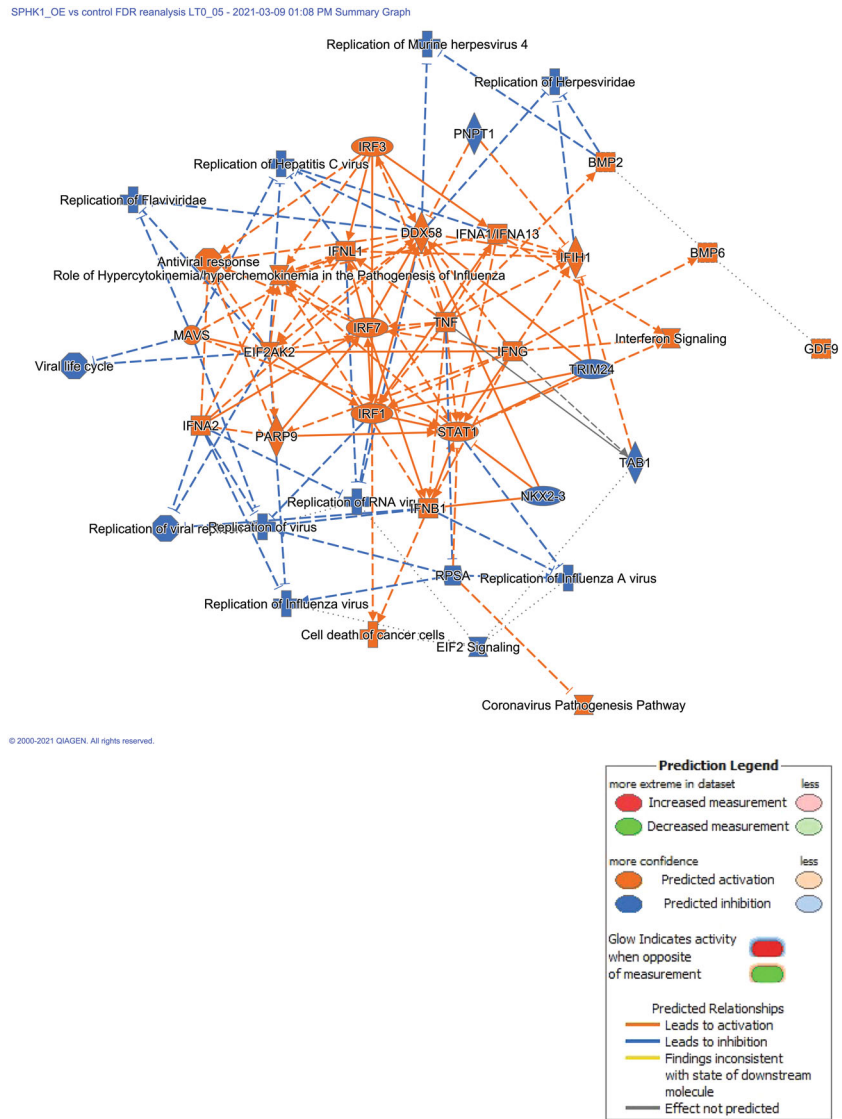 SPHK1_OE vs control FDR reanalysis LT0_05 - 2021-03-09 01:08 PM Summary Graph
Replication of Murine herpesvirus 4
Replication of Herpesviridae
PNPT1
IRF3
Replication of Hepatitis C virus
BMP2
Replication of Flaviviridae
DDX58
IFNA1/IFNA13
IFNL1
IFIH1
BMP6
Antiviral response
Role of Hypercytokinemia/hyperchemokinemia in the Pathogenesis of Influenza
IRF7
TNF
MAVS
Interferon Signaling
EIF2AK2
IFNG
GDF9
Viral life cycle
TRIM24
IRF1
IFNA2
PARP9
STAT1
TAB1
NKX2-3
Replication of RNA
IFNB1
Replication of viral
Replication of virus
RPSA
Replication of Influenza A virus
Replication of Influenza virus
Cell death of cancer cells
EIF2 Signaling
Coronavirus Pathogenesis Pathway
© 2000-2021 QIAGEN. All rights reserved.
Prediction Legend
more extreme in dataset less
Increased measurement
Decreased measurement
more confidence less
Predicted activation
Predicted inhibition
Glow Indicates activity
when opposite
of measurement
Predicted Relationships
Leads to activation
Leads to inhibition
Findings inconsistent
with state of downstream
molecule
Effect not predicted